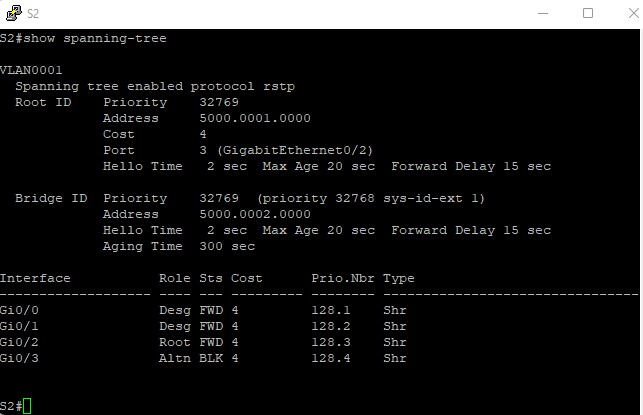 S2
S2#show spanning-tree
VLAN0001
  Spanning tree enabled protocol rstp
  Root ID    Priority    32769
             Address     5000.0001.0000
             Cost        4
             Port        3 (GigabitEthernet0/2)
             Hello Time   2 sec  Max Age 20 sec  Forward Delay 15 sec
  Bridge ID  Priority    32769  (priority 32768 sys-id-ext 1)
             Address     5000.0002.0000
             Hello Time   2 sec  Max Age 20 sec  Forward Delay 15 sec
             Aging Time  300 sec
Interface           Role Sts Cost      Prio.Nbr Type
------------------- ---- --- --------- -------- --------------------------------
Gi0/0               Desg FWD 4         128.1    Shr
Gi0/1               Desg FWD 4         128.2    Shr
Gi0/2               Root FWD 4         128.3    Shr
Gi0/3               Altn BLK 4         128.4    Shr
S2#